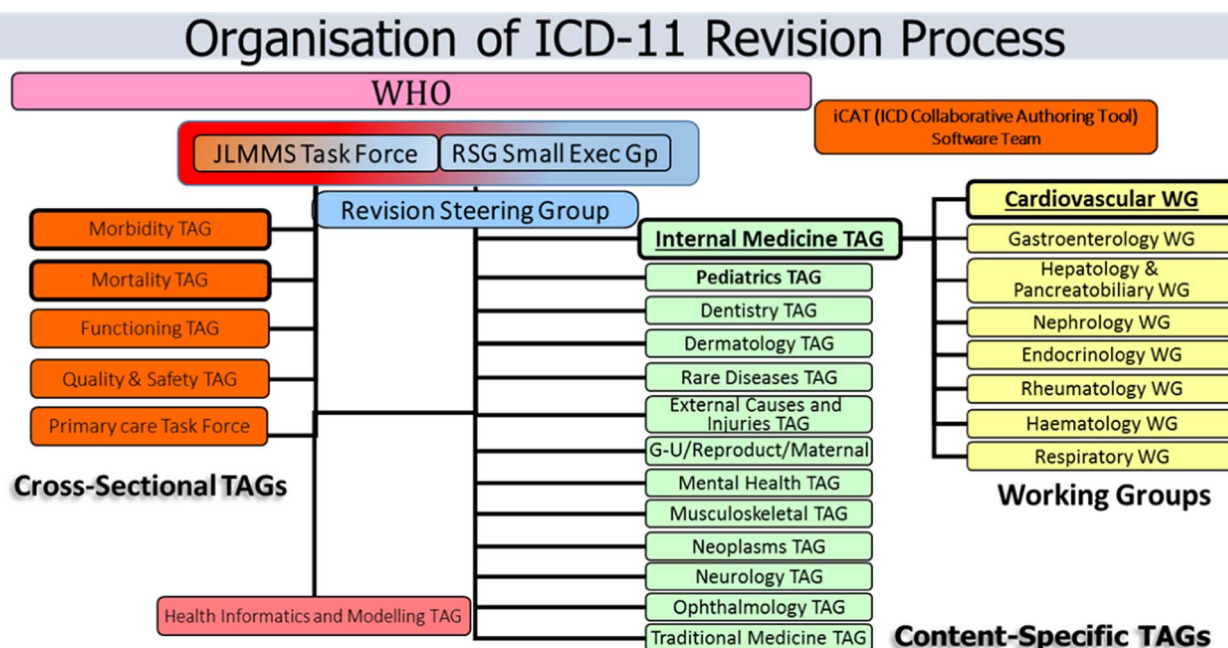 Organisation of ICD-11 Revision Process
WHO
iCAT (ICD Collaborative Authoring Tool)
Software Team
JLMMS Task Force
RSG Small Exec Gp
Revision Steering Group
Morbidity TAG
Mortality TAG
Functioning TAG
Quality & Safety TAG
Primary care Task Force
Cross-Sectional TAGs
Health Informatics and Modelling TAG
Internal Medicine TAG
Pediatrics TAG
Dentistry TAG
Dermatology TAG
Rare Diseases TAG
External Causes and
Injuries TAG
G-U/Reproduct/Maternal
Mental Health TAG
Musculoskeletal TAG
Neoplasms TAG
Neurology TAG
Ophthalmology TAG
Traditional Medicine TAG
Content-Specific TAGs
Cardiovascular WG
Gastroenterology WG
Hepatology &
Pancreatobiliary WG
Nephrology WG
Endocrinology WG
Rheumatology WG
Haematology WG
Respiratory WG
Working Groups